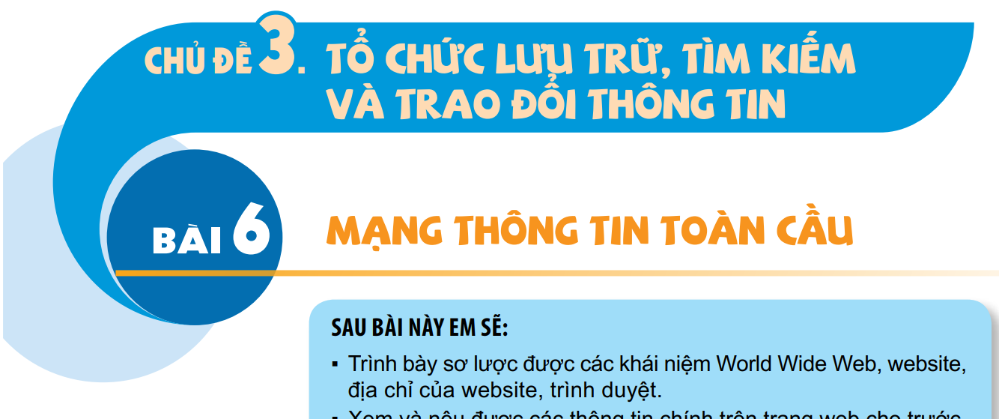 CHỦ ĐỀ 3. TỔ CHỨC LƯU TRỮ, TÌM KIẾM
VÀ TRAO ĐỔI THÔNG TIN
BÀI 6 MẠNG THÔNG TIN TOÀN CẦU
SAU BÀI NÀY EM SẼ:
▪ Trình bày sơ lược được các khái niệm World Wide Web, website,
địa chỉ của website, trình duyệt.
▪ Xem và nêu được các thông tin chính trên trang web cho trước.